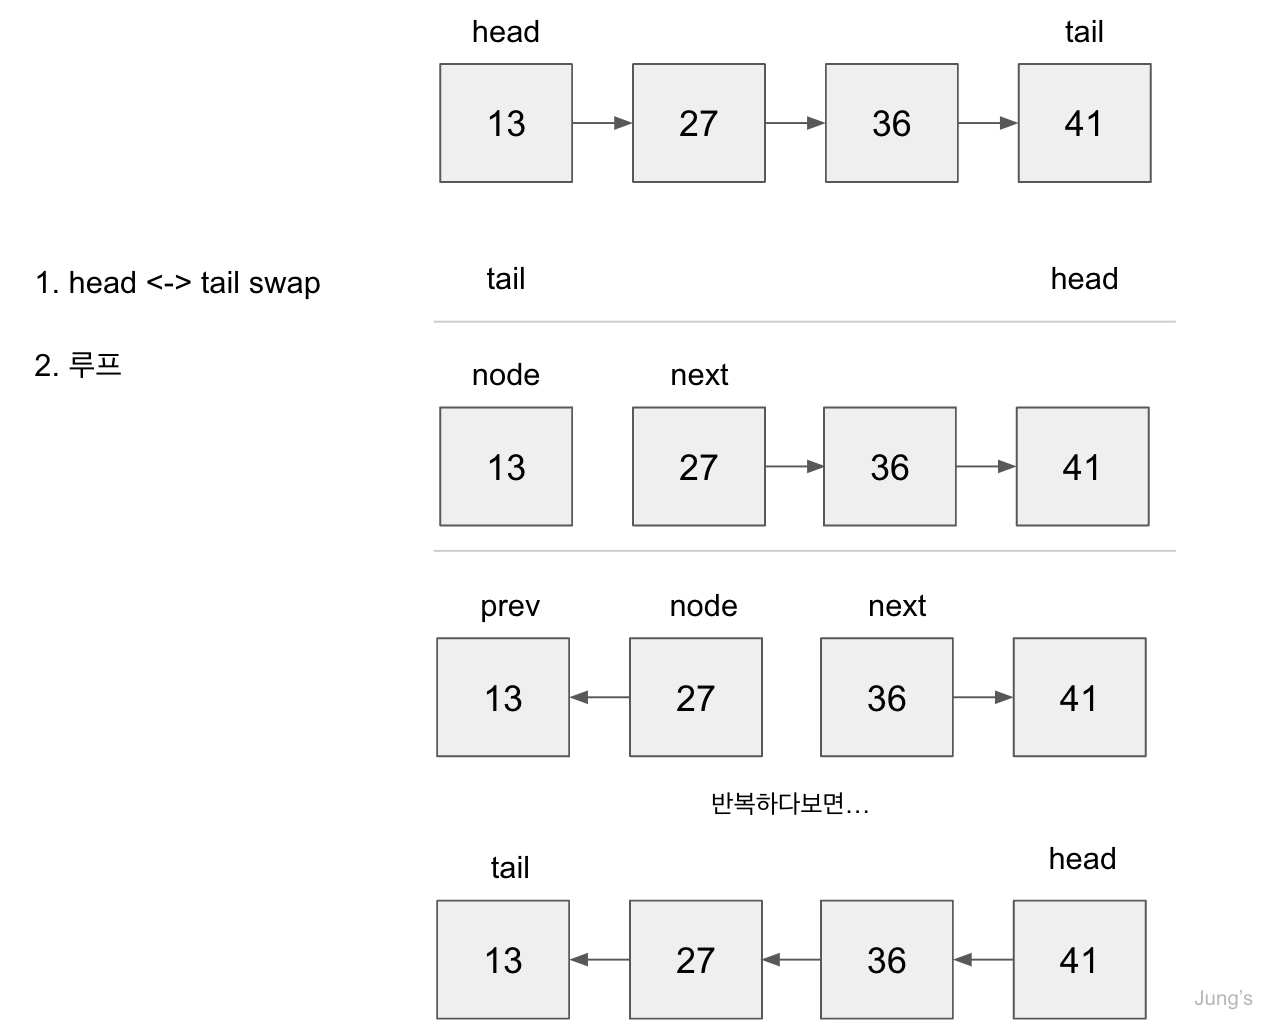 head tail
13 27 36 41
1. head <-> tail swap
tail head
2. 루프
node next
13 27 36 41
prev node next
13 27 36 41
반복하다보면...
tail head
13 27 36 41
Jung's